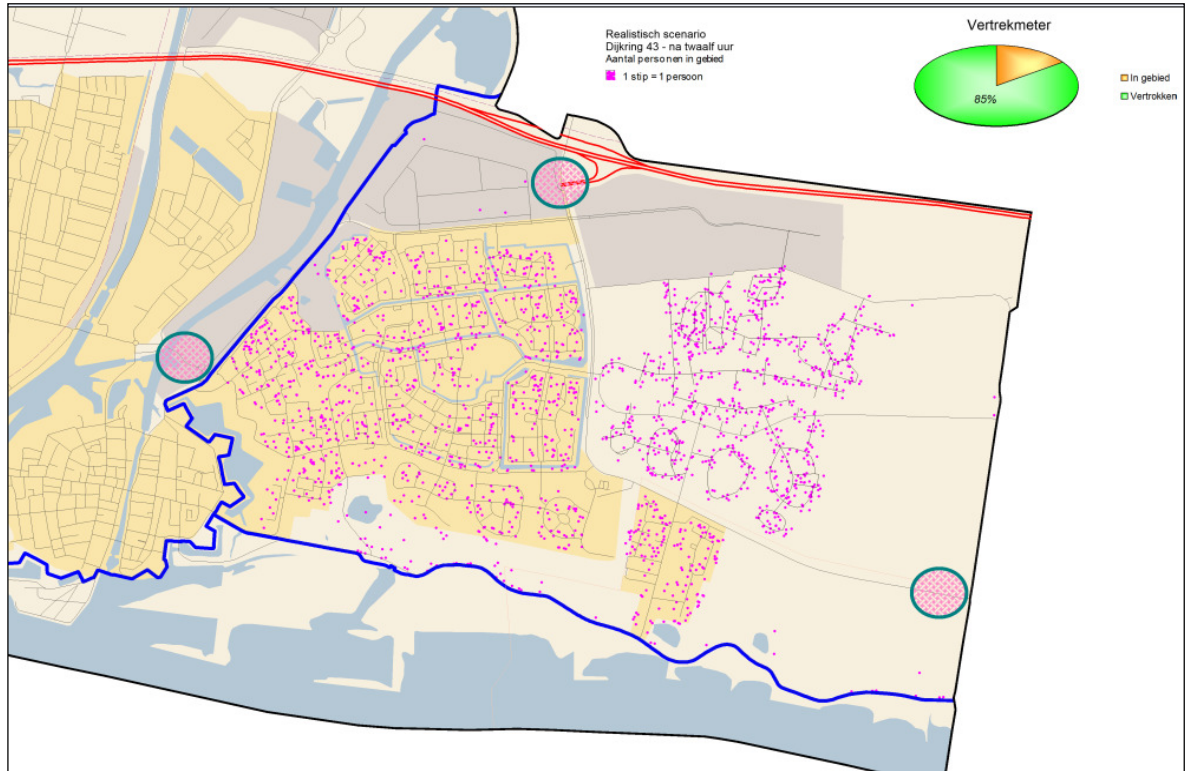 Realistisch scenario
Dijkring 43 - na twaalf uur
Aantal personen in gebied
1 stip = 1 persoon
Vertrekmeter
85%
In gebied
Vertrokken